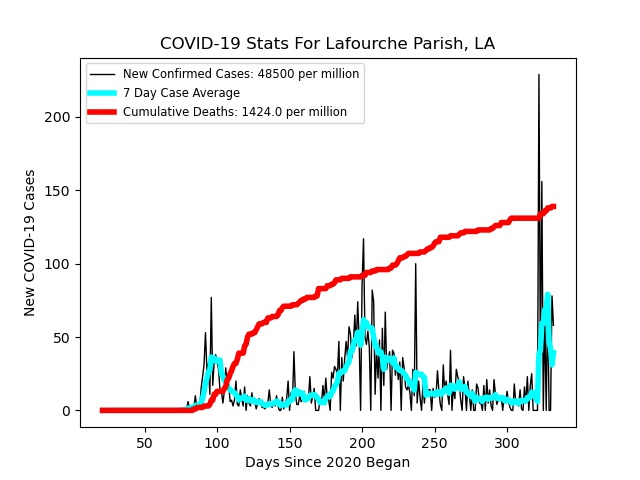 COVID-19 Stats For Lafourche Parish, LA
New Confirmed Cases: 48500 per million
7 Day Case Average
Cumulative Deaths: 1424.0 per million
New COVID-19 Cases
200
150
100
50
0
50 100 150 200 250 300
Days Since 2020 Began